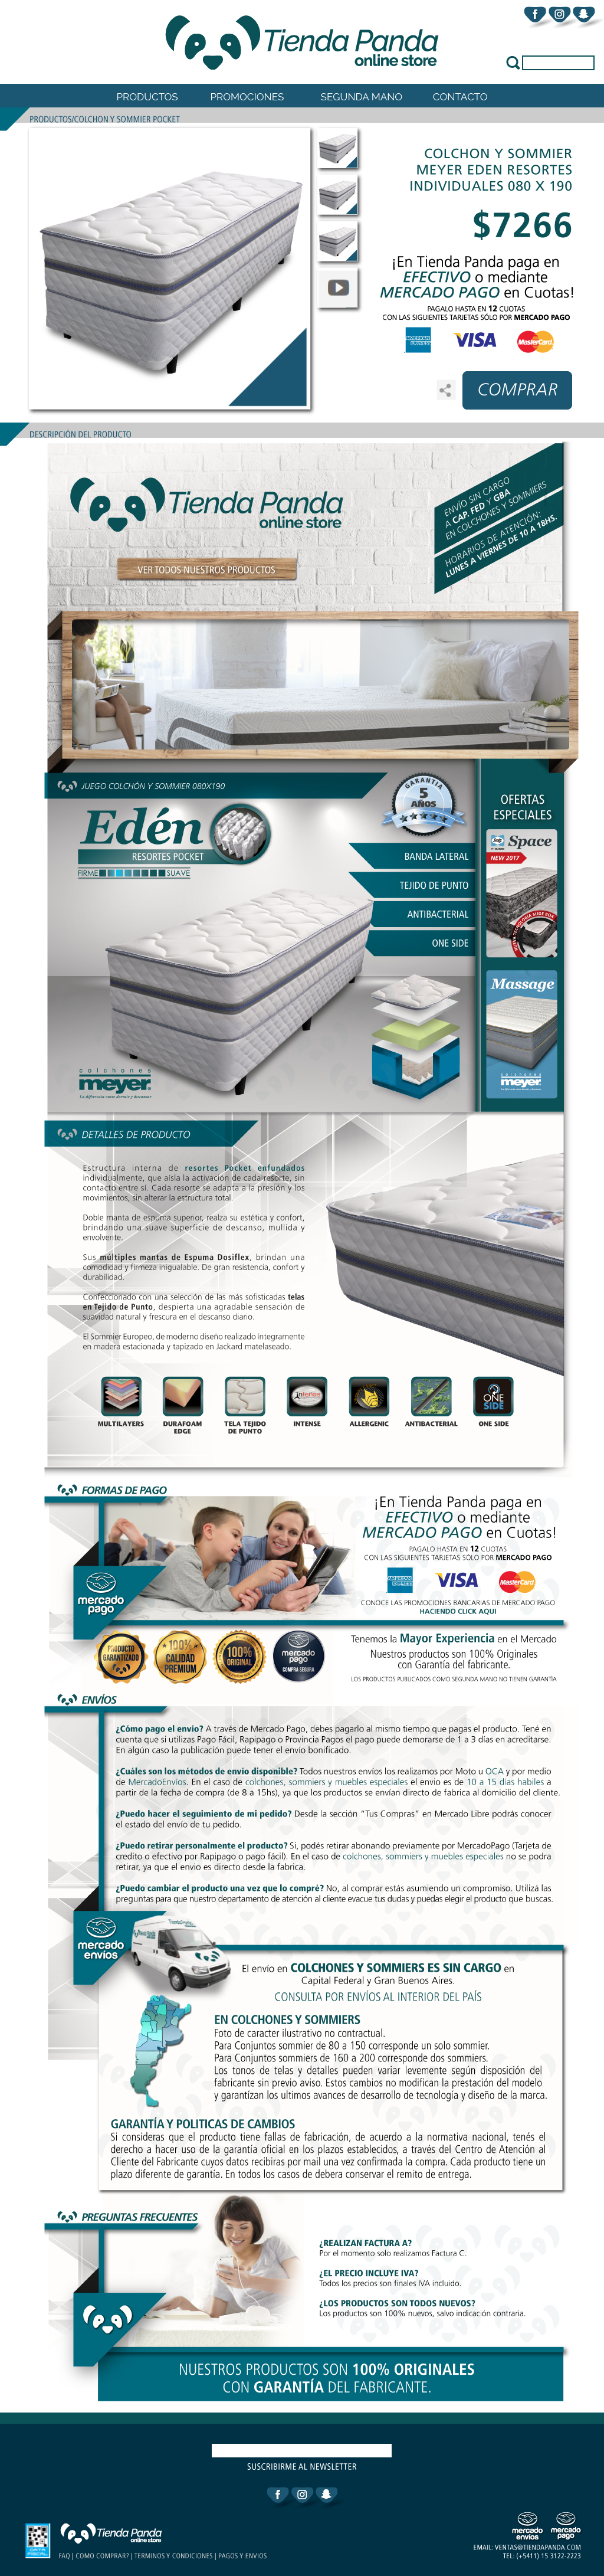 Tienda Panda
online store
PRODUCTOS PROMOCIONES SEGUNDA MANO CONTACTO
PRODUCTOS/COLCHON Y SOMMIER POCKET
COLCHON Y SOMMIER
MEYER EDEN RESORTES
INDIVIDUALES 080 X 190
$7266
¡En Tienda Panda paga en
EFECTIVO o mediante
MERCADO PAGO en Cuotas!
PAGALO HASTA EN 12 CUOTAS
CON LAS SIGUIENTES TARJETAS SÓLO POR MERCADO PAGO
AMERICAN EXPRESS VISA MasterCard
COMPRAR
DESCRIPCIÓN DEL PRODUCTO
Tienda Panda
online store
ENVÍO SIN CARGO
A CAP. FED Y GBA
EN COLCHONES Y SOMMIERS
HORARIOS DE ATENCIÓN:
LUNES A VIERNES DE 10 A 18HS.
VER TODOS NUESTROS PRODUCTOS
JUEGO COLCHÓN Y SOMMIER 080X190
Edén
RESORTES POCKET
FIRME SUAVE
GARANTIA
5
AÑOS
BANDA LATERAL
TEJIDO DE PUNTO
ANTIBACTERIAL
ONE SIDE
OFERTAS
ESPECIALES
Space
NEW 2017
Massage
colchones
meyer
colchones
meyer
La diferencia entre dormir y descansar
DETALLES DE PRODUCTO
Estructura interna de resortes Pocket enfundados
individualmente, que aísla la activación de cada resorte, sin
contacto entre sí. Cada resorte se adapta a la presión y los
movimientos, sin alterar la estructura total.
Doble manta de espuma superior, realza su estética y confort,
brindando una suave superficie de descanso, mullida y
envolvente.
Sus múltiples mantas de Espuma Dosiflex, brindan una
comodidad y firmeza inigualable. De gran resistencia, confort y
durabilidad.
Confeccionado con una selección de las más sofisticadas telas
en Tejido de Punto, despierta una agradable sensación de
suavidad natural y frescura en el descanso diario.
El Sommier Europeo, de moderno diseño realizado íntegramente
en madera estacionada y tapizado en Jackard matelaseado.
intense
ONE
SIDE
MULTILAYERS DURAFOAM EDGE TELA TEJIDO DE PUNTO INTENSE ALLERGENIC ANTIBACTERIAL ONE SIDE
FORMAS DE PAGO
¡En Tienda Panda paga en
EFECTIVO o mediante
MERCADO PAGO en Cuotas!
PAGALO HASTA EN 12 CUOTAS
CON LAS SIGUIENTES TARJETAS SÓLO POR MERCADO PAGO
AMERICAN EXPRESS VISA MasterCard
CONOCE LAS PROMOCIONES BANCARIAS DE MERCADO PAGO
HACIENDO CLICK AQUI
mercado
pago
PRODUCTO
GARANTIZADO
100%
CALIDAD
PREMIUM
100%
ORIGINAL
mercado
pago
COMPRA SEGURA
Tenemos la Mayor Experiencia en el Mercado
Nuestros productos son 100% Originales
con Garantía del fabricante.
LOS PRODUCTOS PUBLICADOS COMO SEGUNDA MANO NO TIENEN GARANTÍA
ENVÍOS
¿Cómo pago el envío? A través de Mercado Pago, debes pagarlo al mismo tiempo que pagas el producto. Tené en
cuenta que si utilizas Pago Fácil, Rapipago o Provincia Pagos el pago puede demorarse de 1 a 3 días en acreditarse.
En algún caso la publicación puede tener el envío bonificado.
¿Cuáles son los métodos de envío disponible? Todos nuestros envíos los realizamos por Moto u OCA y por medio
de MercadoEnvíos. En el caso de colchones, sommiers y muebles especiales el envio es de 10 a 15 días habiles a
partir de la fecha de compra (de 8 a 15hs), ya que los productos se envían directo de fabrica al domicilio del cliente.
¿Puedo hacer el seguimiento de mi pedido? Desde la sección "Tus Compras" en Mercado Libre podrás conocer
el estado del envío de tu pedido.
¿Puedo retirar personalmente el producto? Si, podés retirar abonando previamente por MercadoPago (Tarjeta de
credito o efectivo por Rapipago o pago fácil). En el caso de colchones, sommiers y muebles especiales no se podra
retirar, ya que el envio es directo desde la fabrica.
¿Puedo cambiar el producto una vez que lo compré? No, al comprar estás asumiendo un compromiso. Utilizá las
preguntas para que nuestro departamento de atención al cliente evacue tus dudas y puedas elegir el producto que buscas.
mercado
envíos
El envío en COLCHONES Y SOMMIERS ES SIN CARGO en
Capital Federal y Gran Buenos Aires.
CONSULTA POR ENVÍOS AL INTERIOR DEL PAÍS
EN COLCHONES Y SOMMIERS
Foto de caracter ilustrativo no contractual.
Para Conjuntos sommier de 80 a 150 corresponde un solo sommier.
Para Conjuntos sommiers de 160 a 200 corresponde dos sommiers.
Los tonos de telas y detalles pueden variar levemente según disposición del
fabricante sin previo aviso. Estos cambios no modifican la prestación del modelo
y garantizan los ultimos avances de desarrollo de tecnología y diseño de la marca.
GARANTÍA Y POLITICAS DE CAMBIOS
Si consideras que el producto tiene fallas de fabricación, de acuerdo a la normativa nacional, tenés el
derecho a hacer uso de la garantía oficial en los plazos establecidos, a través del Centro de Atención al
Cliente del Fabricante cuyos datos recibiras por mail una vez confirmada la compra. Cada producto tiene un
plazo diferente de garantia. En todos los casos de debera conservar el remito de entrega.
PREGUNTAS FRECUENTES
¿REALIZAN FACTURA A?
Por el momento solo realizamos Factura C.
¿EL PRECIO INCLUYE IVA?
Todos los precios son finales IVA incluido.
¿LOS PRODUCTOS SON TODOS NUEVOS?
Los productos son 100% nuevos, salvo indicación contraria.
NUESTROS PRODUCTOS SON 100% ORIGINALES
CON GARANTÍA DEL FABRICANTE.
SUSCRIBIRME AL NEWSLETTER
Tienda Panda
online store
FAQ | COMO COMPRAR? | TERMINOS Y CONDICIONES | PAGOS Y ENVIOS
mercado envíos mercado pago
EMAIL: VENTAS@TIENDAPANDA.COM
TEL: (+5411) 15 3122-2223